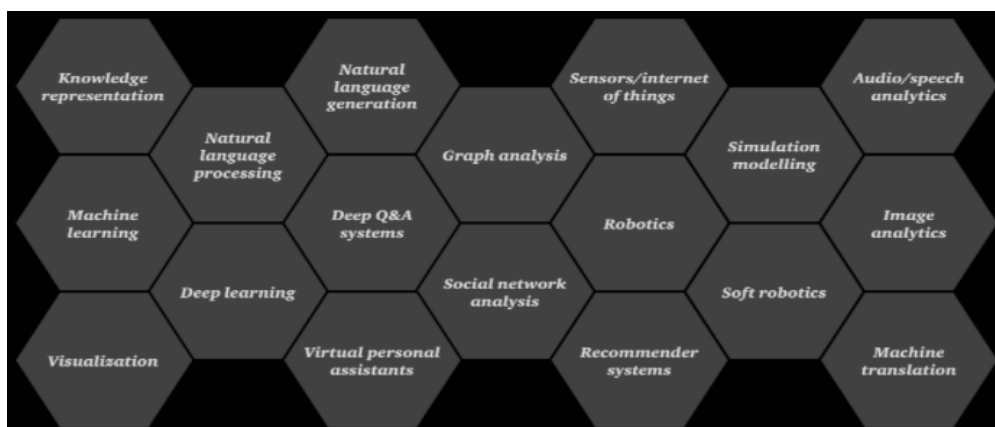 Knowledge
representation
Natural
language
generation
Sensors/internet
of things
Audio/speech
analytics
Natural
language
processing
Graph analysis
Simulation
modelling
Machine
learning
Deep Q&A
systems
Robotics
Image
analytics
Deep learning
Social network
analysis
Soft robotics
Visualization
Virtual personal
assistants
Recommender
systems
Machine
translation